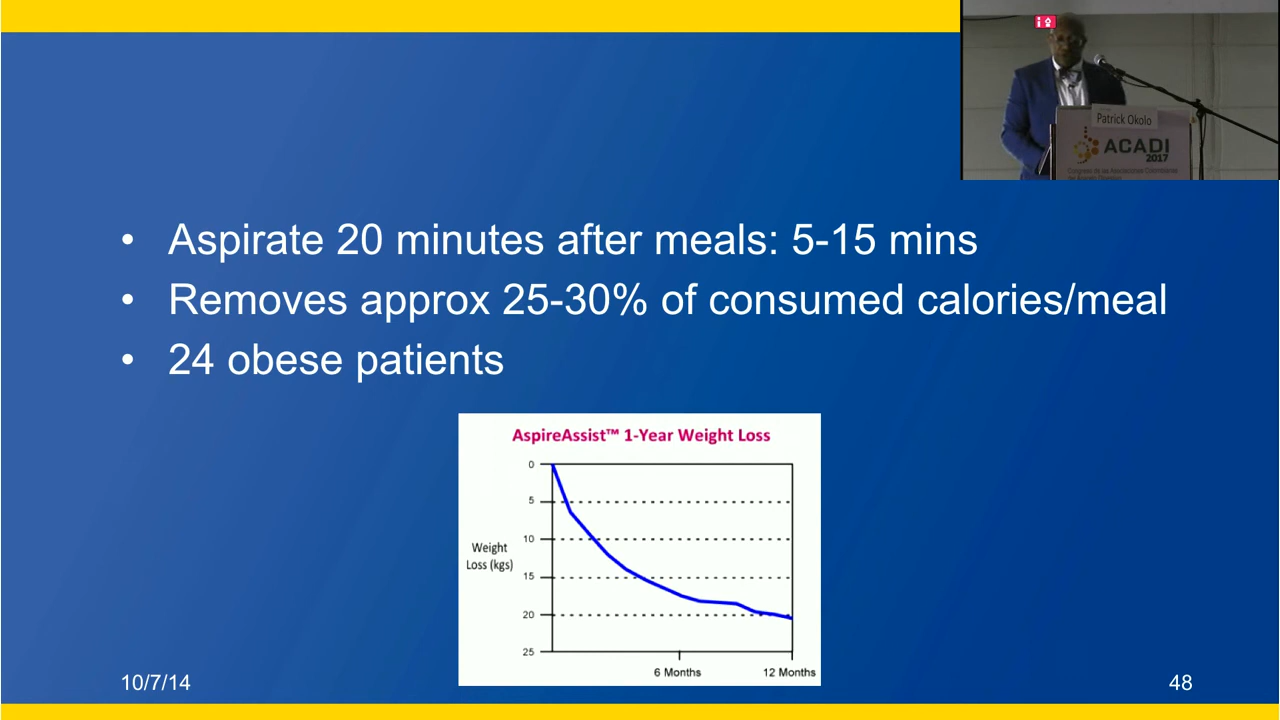 Patrick Okolo
ACADI
2017
• Aspirate 20 minutes after meals: 5-15 mins
• Removes approx 25-30% of consumed calories/meal
• 24 obese patients
AspireAssist™ 1-Year Weight Loss
0
5
10
Weight
Loss (kgs)
15
20
25
6 Months
12 Months
10/7/14
48